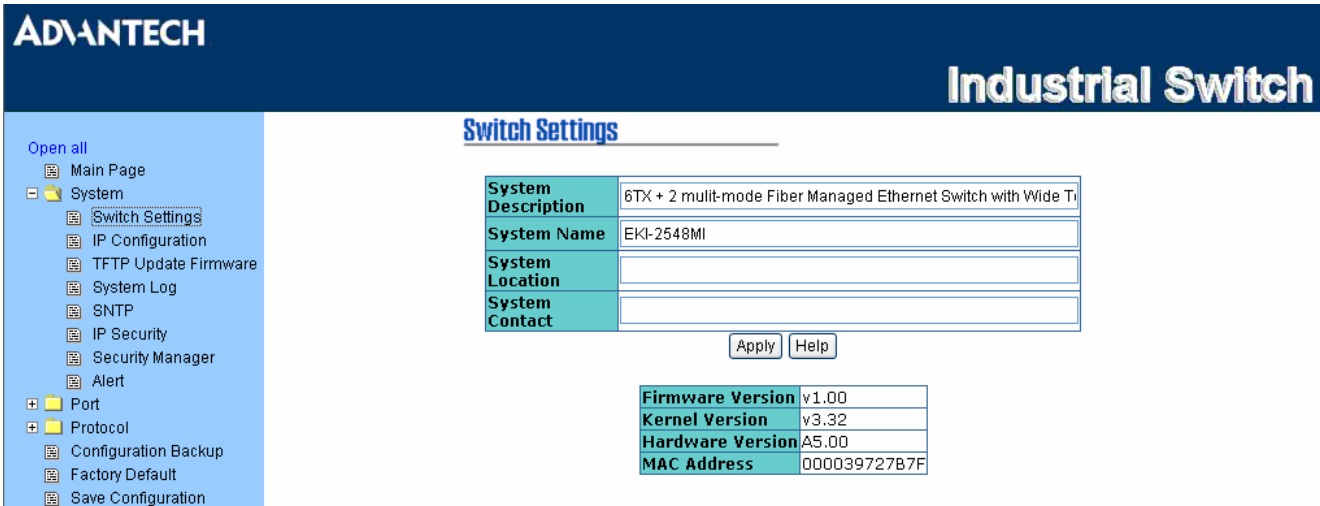 ADVANTECH
Industrial Switch
Open all
Main Page
System
Switch Settings
IP Configuration
TFTP Update Firmware
System Log
SNTP
IP Security
Security Manager
Alert
Port
Protocol
Configuration Backup
Factory Default
Save Configuration
Switch Settings
System Description
6TX + 2 mulit-mode Fiber Managed Ethernet Switch with Wide
System Name
EKI-2548MI
System Location
System Contact
Apply
Help
Firmware Version v1.00
Kernel Version v3.32
Hardware Version A5.00
MAC Address 000039727B7F